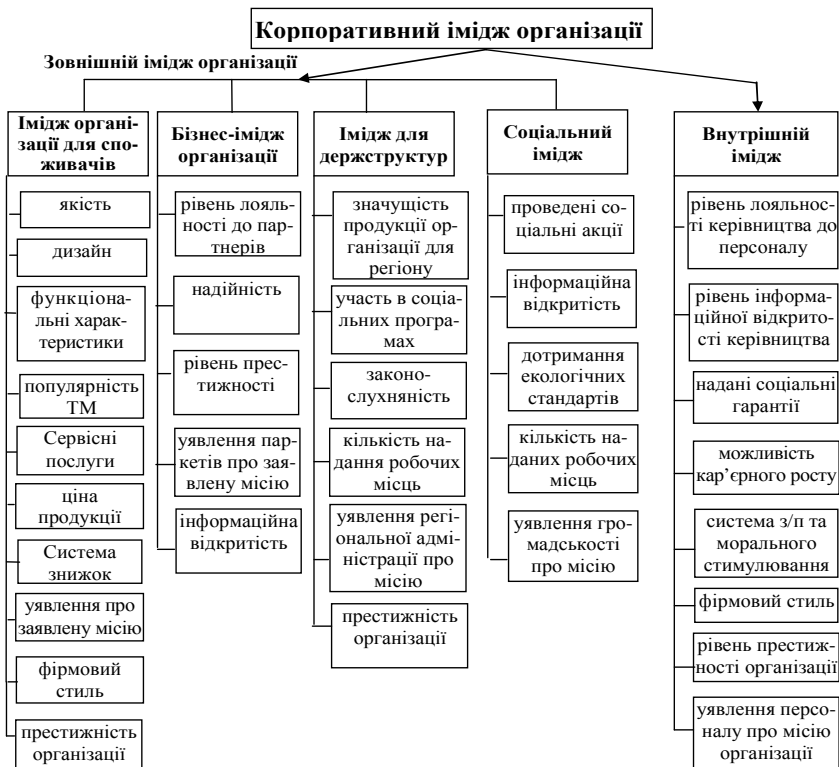 Корпоративний імідж організації
Зовнішній імідж організації
Імідж органі-
зації для спо-
живачів
якість
дизайн
функціональ-
ні харак-
теристики
популярність
ТМ
Сервісні
послуги
ціна
продукції
Система
знижок
уявлення про
заявлену місію
фірмовий
стиль
престижність
організації
Бізнес-імідж
організації
рівень лояль-
ності до парт-
нерів
надійність
рівень прес-
тижності
уявлення пар-
кетів про заяв-
лену місію
інформаційна
відкритість
Імідж для
держструктур
значущість
продукції ор-
ганізації для
регіону
участь в соціа-
льних програ-
мах
законо-
слухняність
кількість на-
дання робочих
місць
уявлення регі-
ональної адмі-
ністрації про
місію
престижність
організації
Соціальний
імідж
проведені со-
ціальні акції
інформаційна
відкритість
дотримання
екологічних
стандартів
кількість на-
даних робочих
місць
уявлення гро-
мадськості
про місію
Внутрішній
імідж
рівень лояльнос-
ті керівництва до
персоналу
рівень інформа-
ційної відкрито-
сті керівництва
надані соціальні
гарантії
можливість
кар’єрного росту
система з/п та
морального
стимулювання
фірмовий стиль
рівень престиж-
ності організації
уявлення персо-
налу про місію
організації